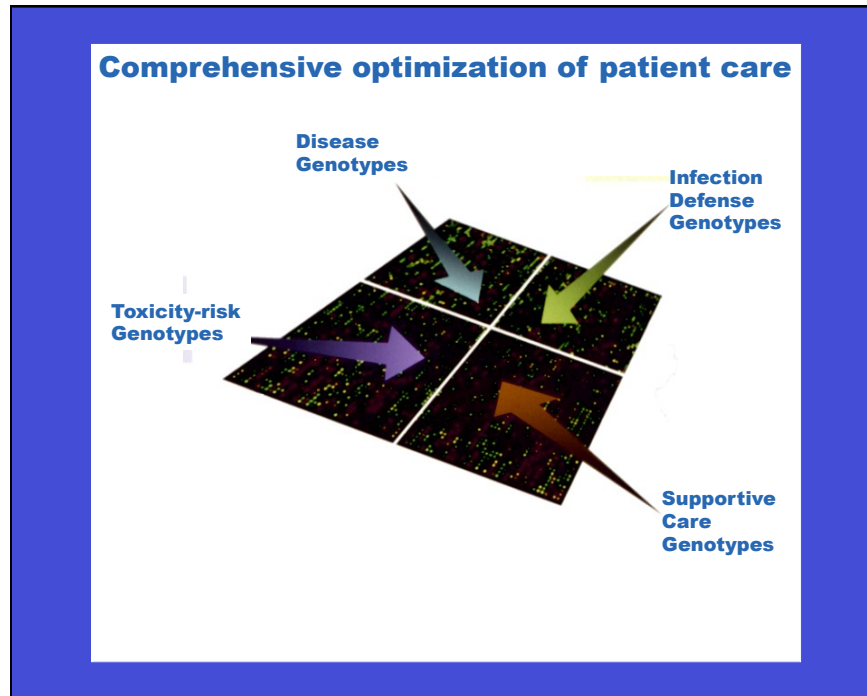 Comprehensive optimization of patient care
Disease
Genotypes
Infection
Defense
Genotypes
Toxicity-risk
Genotypes
Supportive
Care
Genotypes